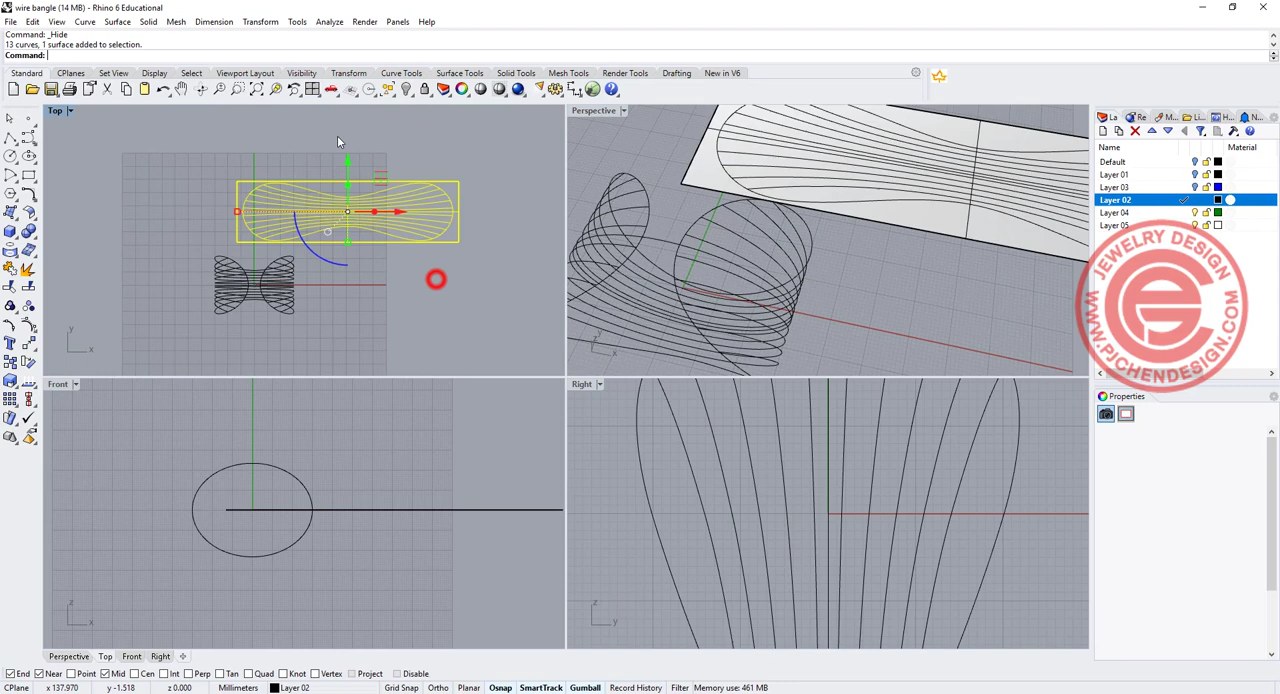 wire bangle (14 MB) - Rhino 6 Educational
File Edit View Curve Surface Solid Mesh Dimension Transform Tools Analyze Render Panels Help
Command: _Hide
13 curves, 1 surface added to selection.
Command:
Standard CPlanes Set View Display Select Viewport Layout Visibility Transform Curve Tools Surface Tools Solid Tools Mesh Tools Render Tools Drafting New in V6
Top
Perspective
La Re M... Li... H... N...
Name Material
Default
Layer 01
Layer 03
Layer 02
Layer 04
Layer 05
JEWELRY DESIGN
WWW.PJCHENDESIGN.COM
Properties
y
x
z
y
x
Front
Right
z
x
z
y
Perspective Top Front Right
End Near Point Mid Cen Int Perp Tan Quad Knot Vertex Project Disable
CPlane x 137.970 y -1.518 z 0.000 Millimeters Layer 02 Grid Snap Ortho Planar Osnap SmartTrack Gumball Record History Filter Memory use: 461 MB